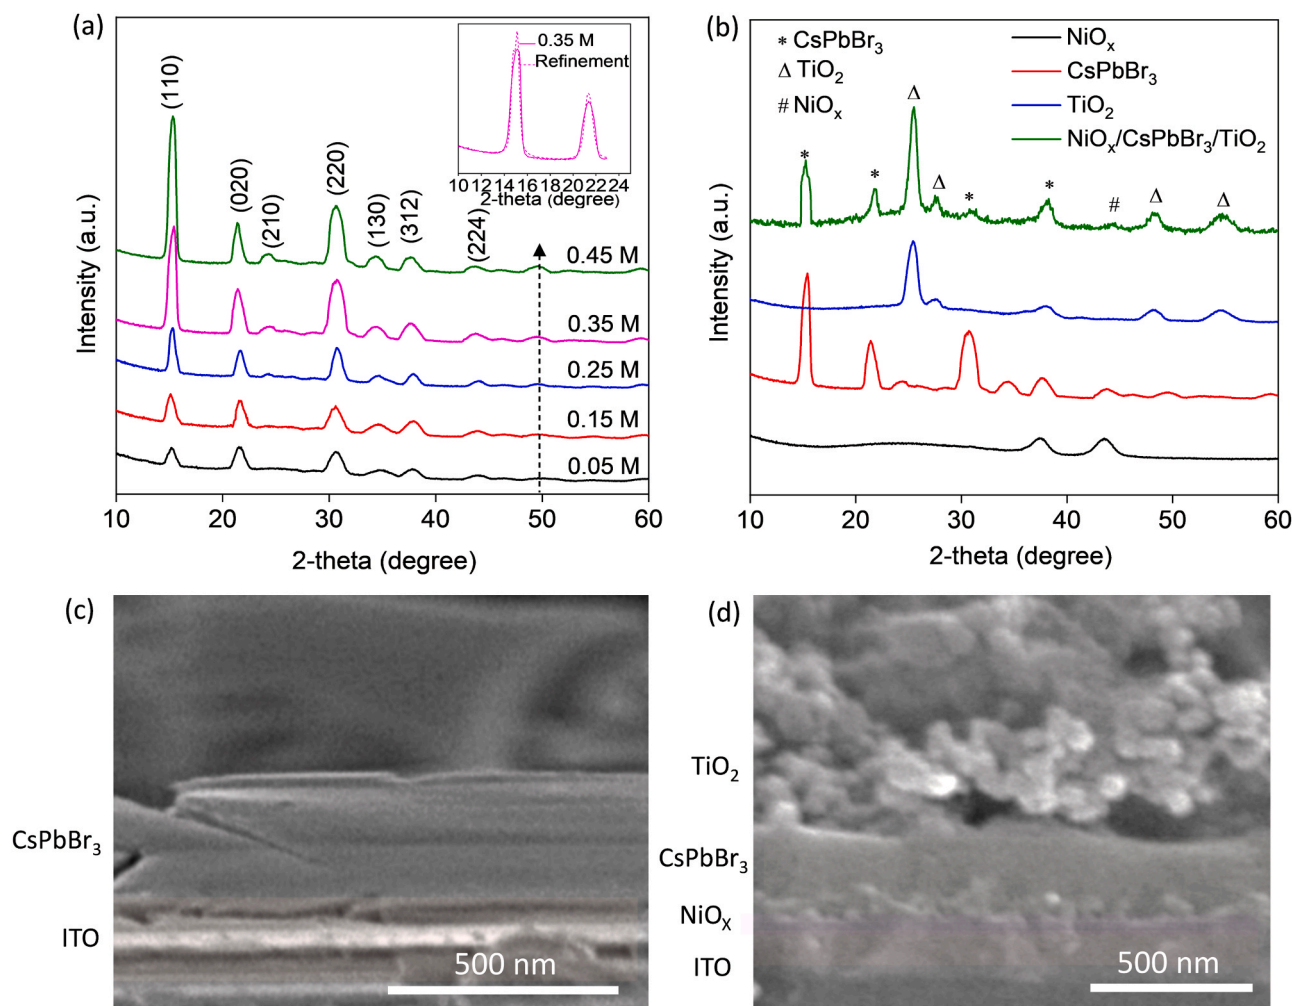 (a)
(110)
(020)
(210)
(220)
(130)
(312)
(224)
0.45 M
0.35 M
0.25 M
0.15 M
0.05 M
Intensity (a.u.)
10 20 30 40 50 60
2-theta (degree)
0.35 M
Refinement
10 12 14 16 18 20 22 24
2-theta (degree)
(b)
* CsPbBr₃
Δ TiO₂
# NiOₓ
NiOₓ
CsPbBr₃
TiO₂
NiOₓ/CsPbBr₃/TiO₂
* * Δ Δ * * # Δ Δ
Intensity (a.u.)
10 20 30 40 50 60
2-theta (degree)
(c)
CsPbBr₃
ITO
500 nm
(d)
TiO₂
CsPbBr₃
NiOₓ
ITO
500 nm